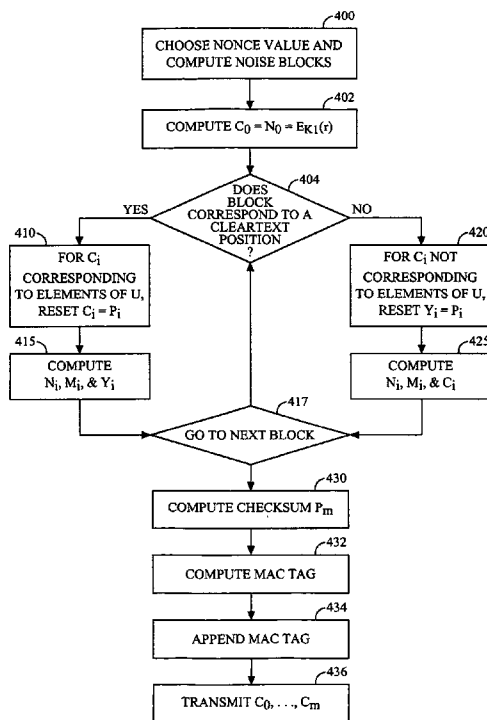 400
CHOOSE NONCE VALUE AND
COMPUTE NOISE BLOCKS
402
COMPUTE C0 = N0 = EK1(r)
404
DOES
BLOCK
CORRESPOND TO A
CLEARTEXT
POSITION
?
YES
NO
410
FOR Ci
CORRESPONDING
TO ELEMENTS OF U,
RESET Ci = Pi
420
FOR Ci NOT
CORRESPONDING
TO ELEMENTS OF U,
RESET Yi = Pi
415
COMPUTE
Ni, Mi, & Yi
425
COMPUTE
Ni, Mi, & Ci
417
GO TO NEXT BLOCK
430
COMPUTE CHECKSUM Pm
432
COMPUTE MAC TAG
434
APPEND MAC TAG
436
TRANSMIT C0, . . ., Cm